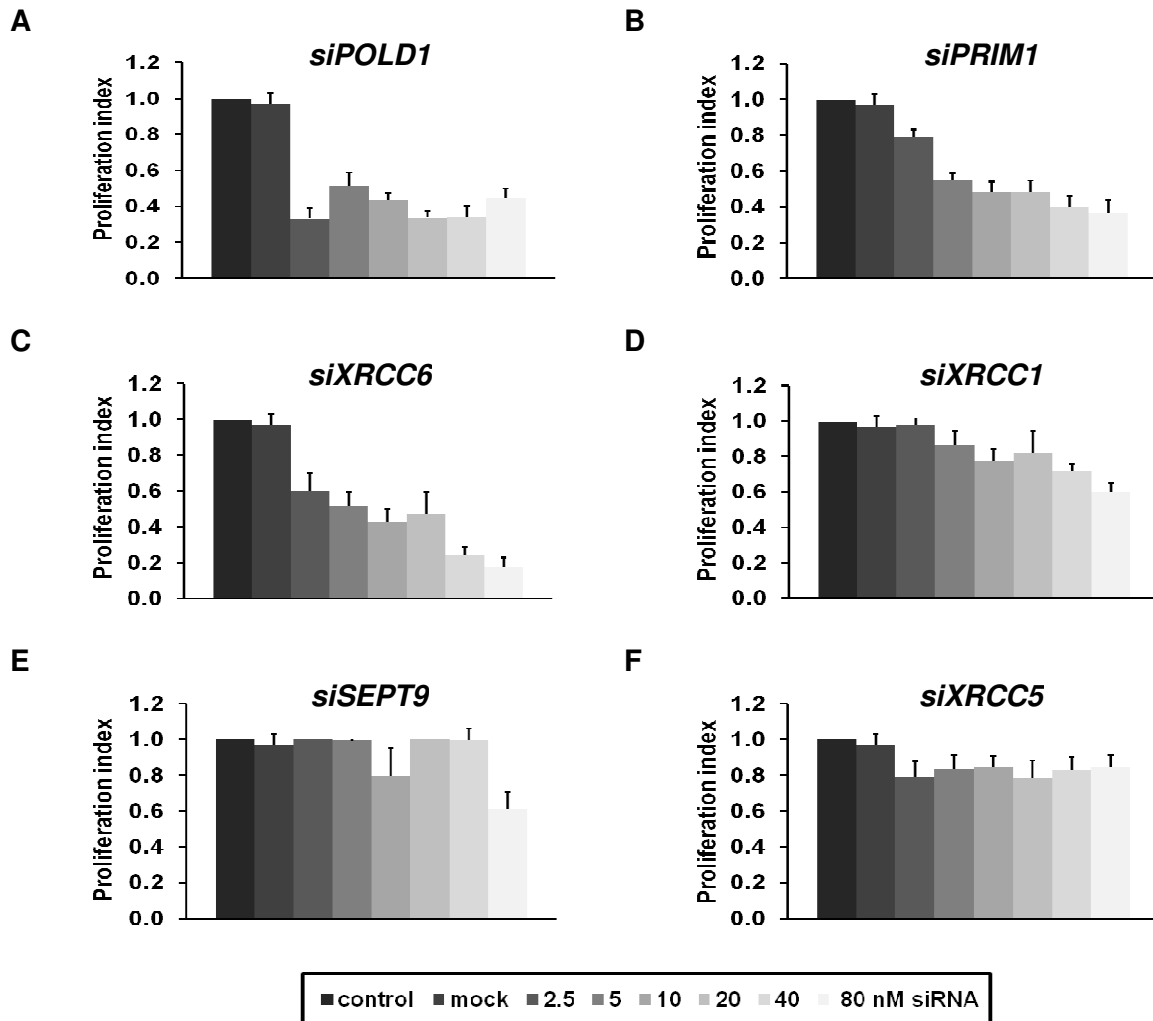 A
siPOLD1
Proliferation index
1.2
1.0
0.8
0.6
0.4
0.2
0.0
B
siPRIM1
Proliferation index
1.2
1.0
0.8
0.6
0.4
0.2
0.0
C
siXRCC6
Proliferation index
1.2
1.0
0.8
0.6
0.4
0.2
0.0
D
siXRCC1
Proliferation index
1.2
1.0
0.8
0.6
0.4
0.2
0.0
E
siSEPT9
Proliferation index
1.2
1.0
0.8
0.6
0.4
0.2
0.0
F
siXRCC5
Proliferation index
1.2
1.0
0.8
0.6
0.4
0.2
0.0
control mock 2.5 5 10 20 40 80 nM siRNA